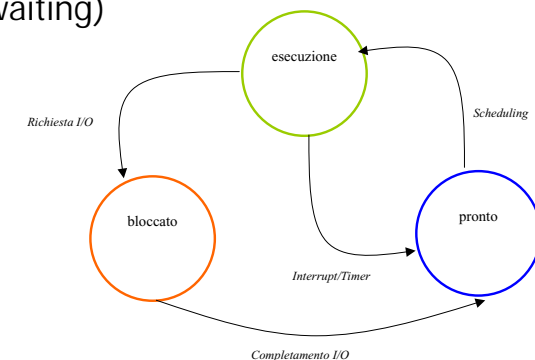 waiting)
esecuzione
Scheduling
Richiesta I/O
bloccato
pronto
Interrupt/Timer
Completamento I/O